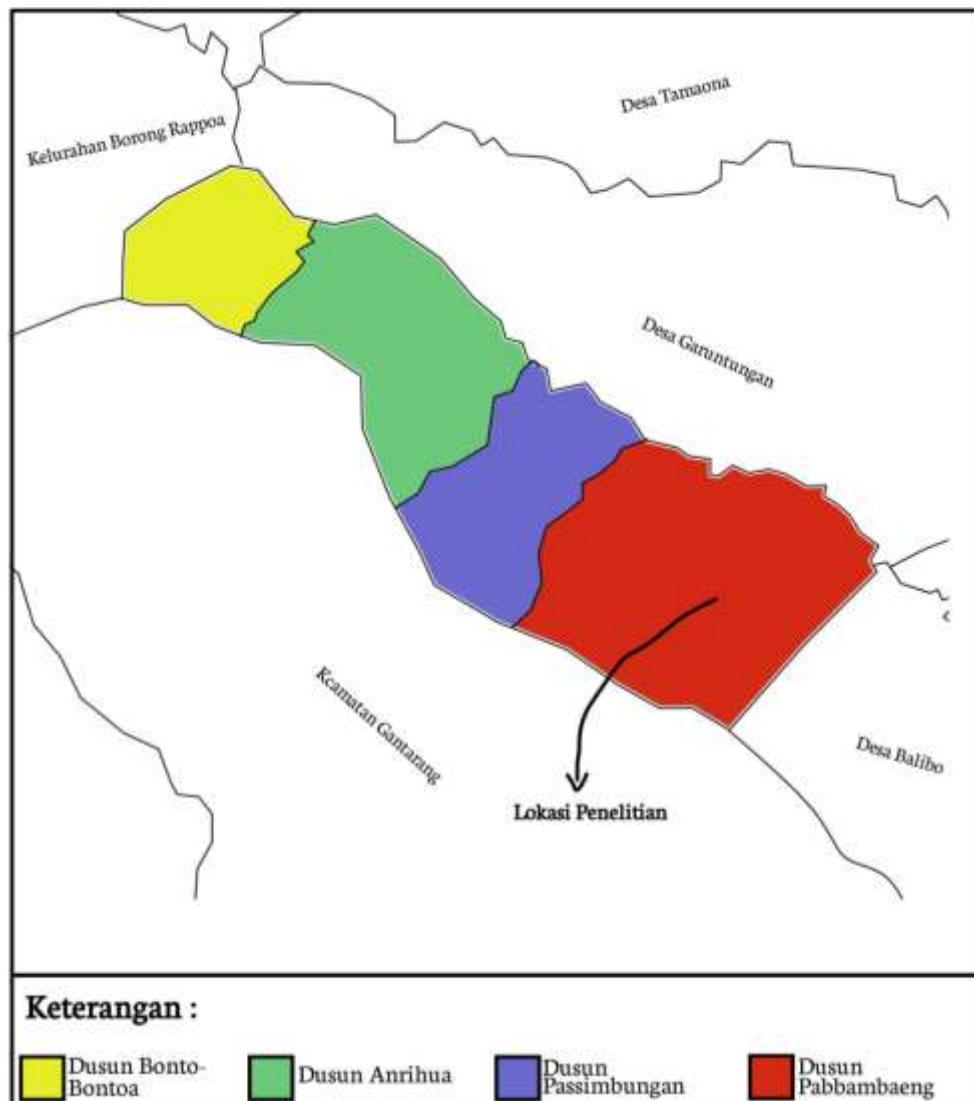 Desa Tamaona
Kelurahan Borong Rappoa
Desa Garuntungan
Kcamatan Gantarang
Desa Balibo
Lokasi Penelitian
Keterangan :
Dusun Bonto-
Bontoa
Dusun Anrihua
Dusun
Passimbungan
Dusun
Pabbambaeng